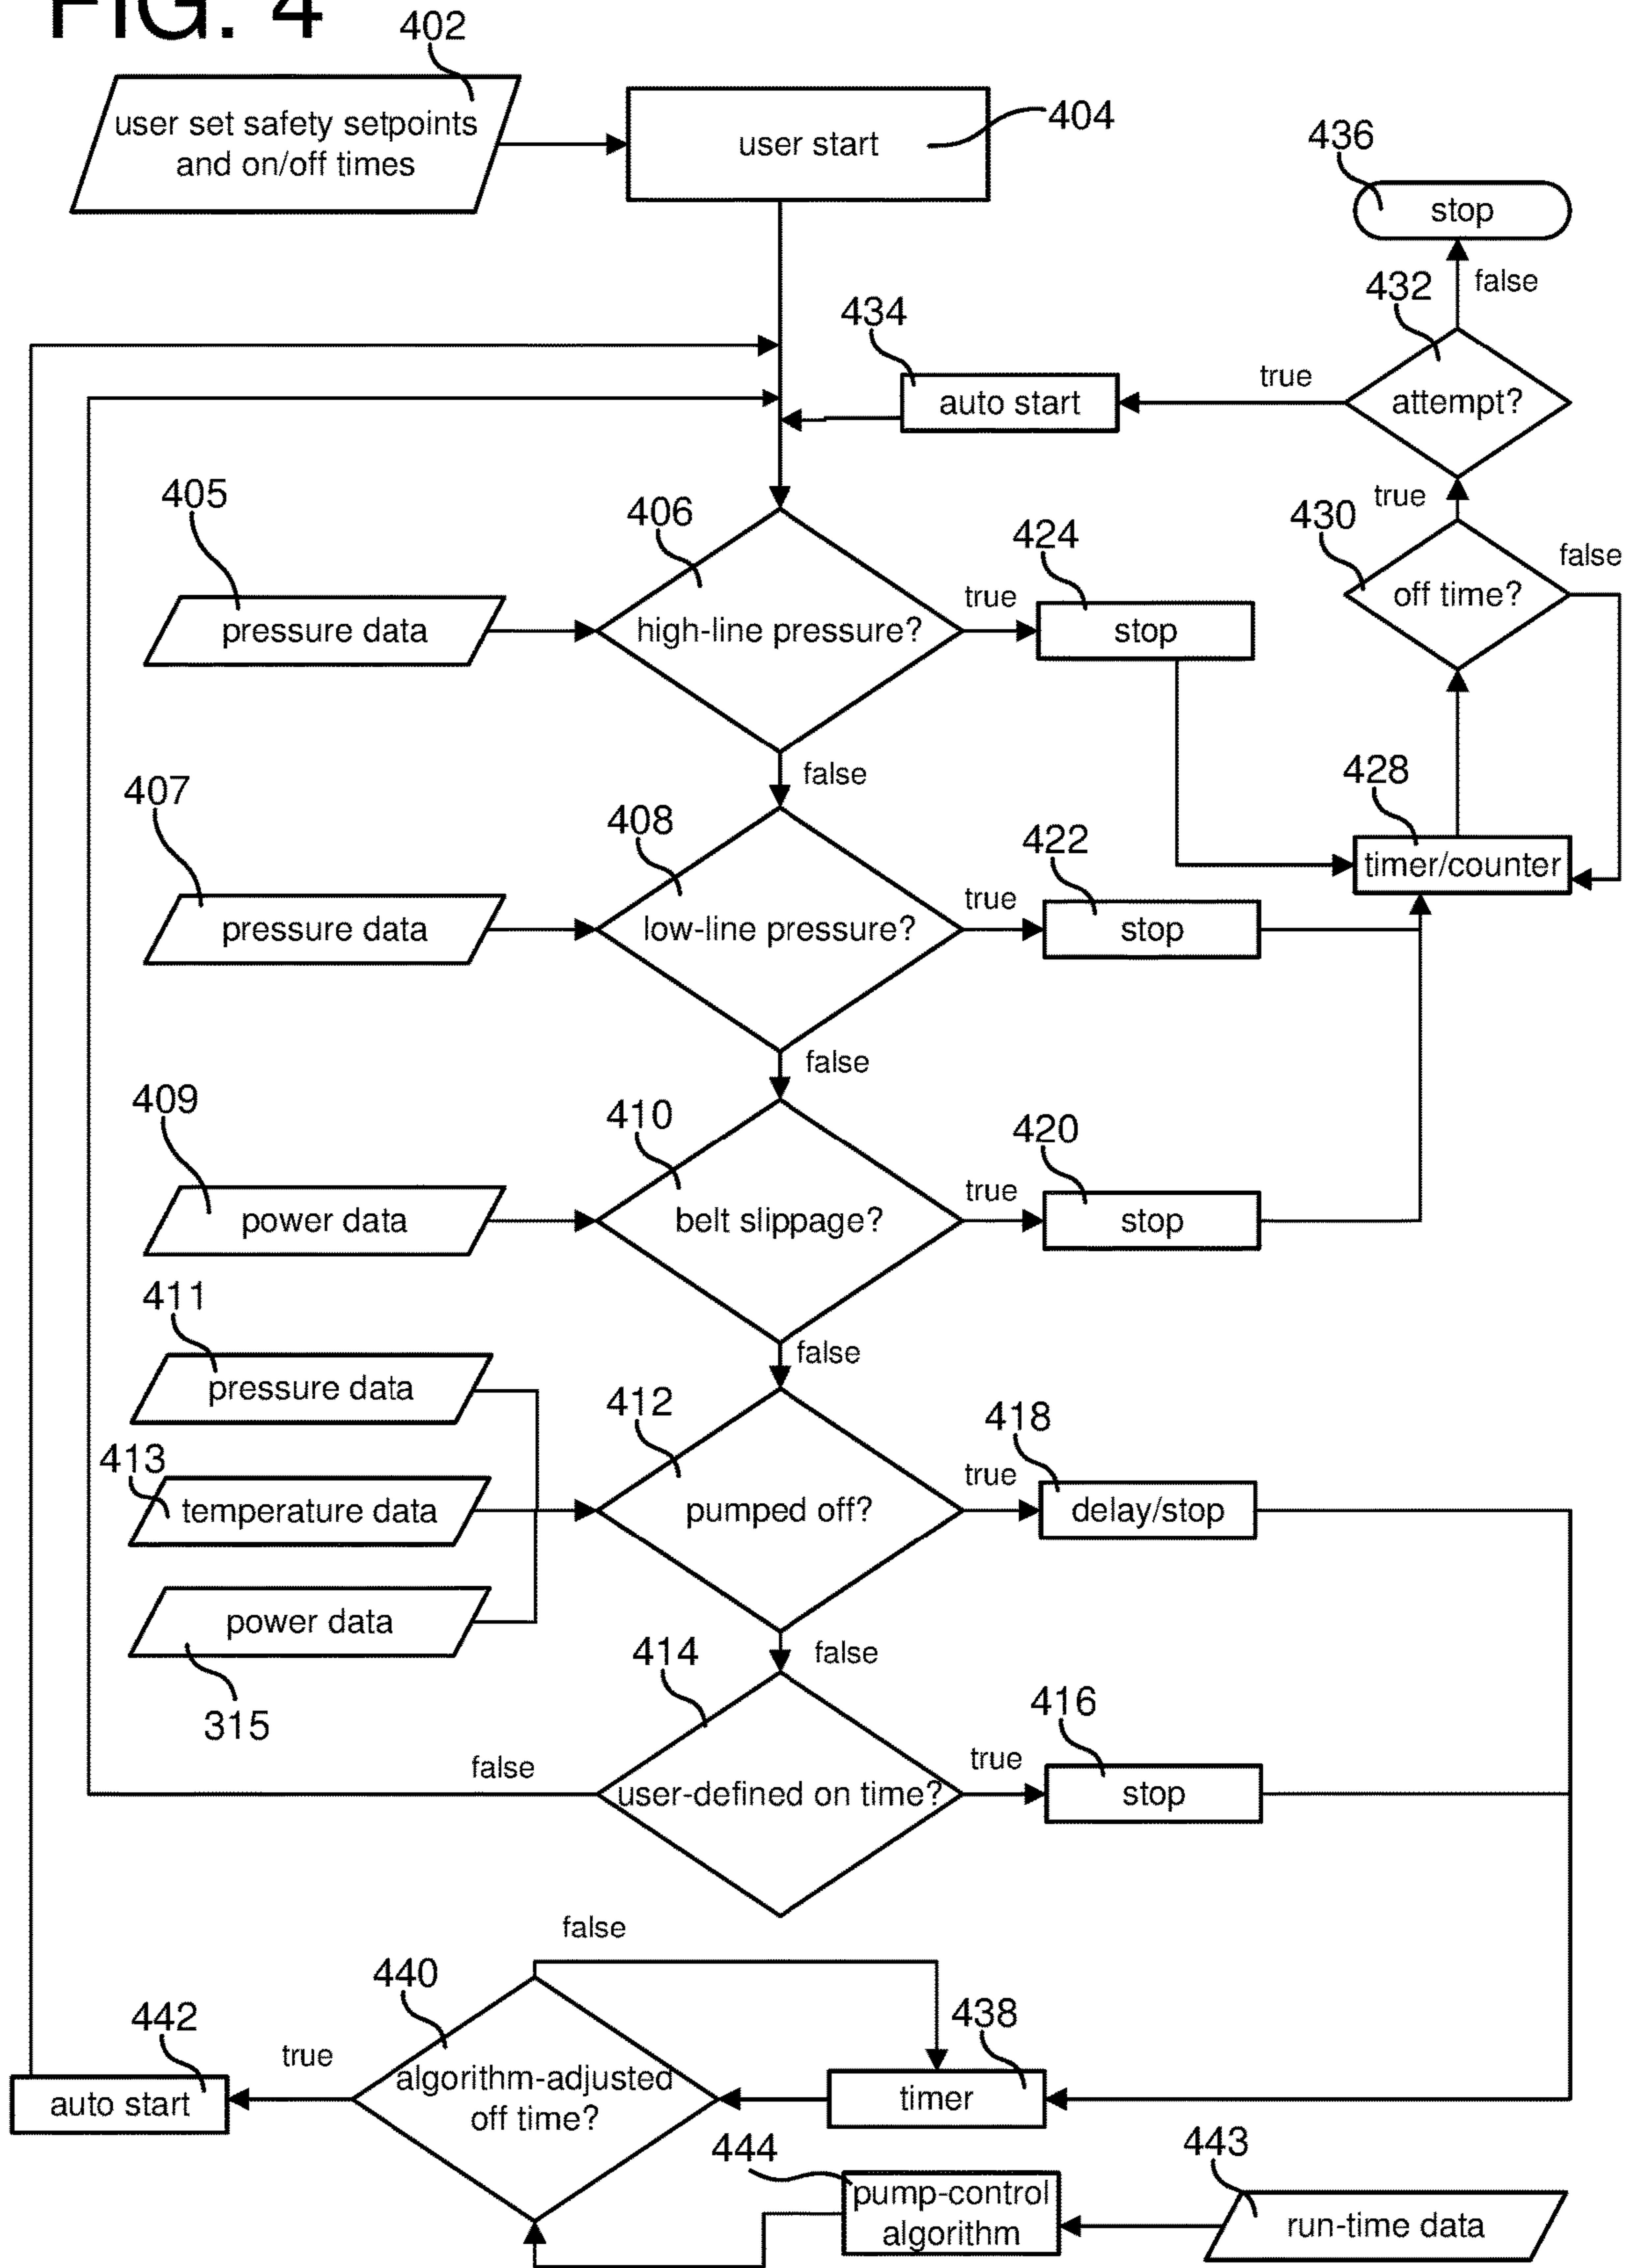 FIG. 4
402
user set safety setpoints
and on/off times
user start
404
436
stop
false
432
attempt?
true
434
auto start
true
430
off time?
false
405
pressure data
406
high-line pressure?
true
424
stop
false
428
timer/counter
407
pressure data
408
low-line pressure?
true
422
stop
false
409
power data
410
belt slippage?
true
420
stop
false
411
pressure data
413
temperature data
power data
315
412
pumped off?
true
418
delay/stop
false
414
user-defined on time?
false
true
416
stop
false
440
algorithm-adjusted
off time?
438
timer
true
442
auto start
444
pump-control
algorithm
443
run-time data